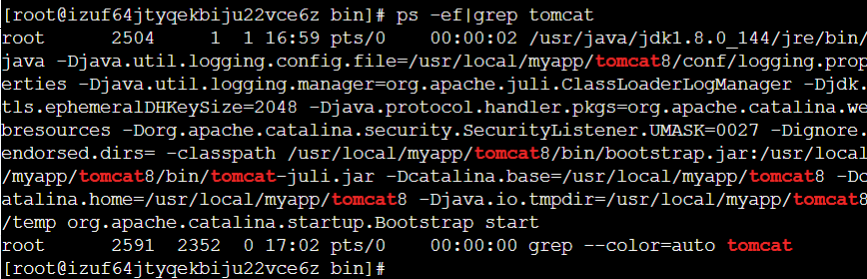 [root@izuf64jtyqekbiju22vce6z bin]# ps -ef|grep tomcat
root      2504     1  1 16:59 pts/0    00:00:02 /usr/java/jdk1.8.0_144/jre/bin/
java -Djava.util.logging.config.file=/usr/local/myapp/tomcat8/conf/logging.prop
erties -Djava.util.logging.manager=org.apache.juli.ClassLoaderLogManager -Djdk.
tls.ephemeralDHKeySize=2048 -Djava.protocol.handler.pkgs=org.apache.catalina.we
bresources -Dorg.apache.catalina.security.SecurityListener.UMASK=0027 -Dignore.
endorsed.dirs= -classpath /usr/local/myapp/tomcat8/bin/bootstrap.jar:/usr/local
/myapp/tomcat8/bin/tomcat-juli.jar -Dcatalina.base=/usr/local/myapp/tomcat8 -Dc
atalina.home=/usr/local/myapp/tomcat8 -Djava.io.tmpdir=/usr/local/myapp/tomcat8
/temp org.apache.catalina.startup.Bootstrap start
root      2591  2352  0 17:02 pts/0    00:00:00 grep --color=auto tomcat
[root@izuf64jtyqekbiju22vce6z bin]#